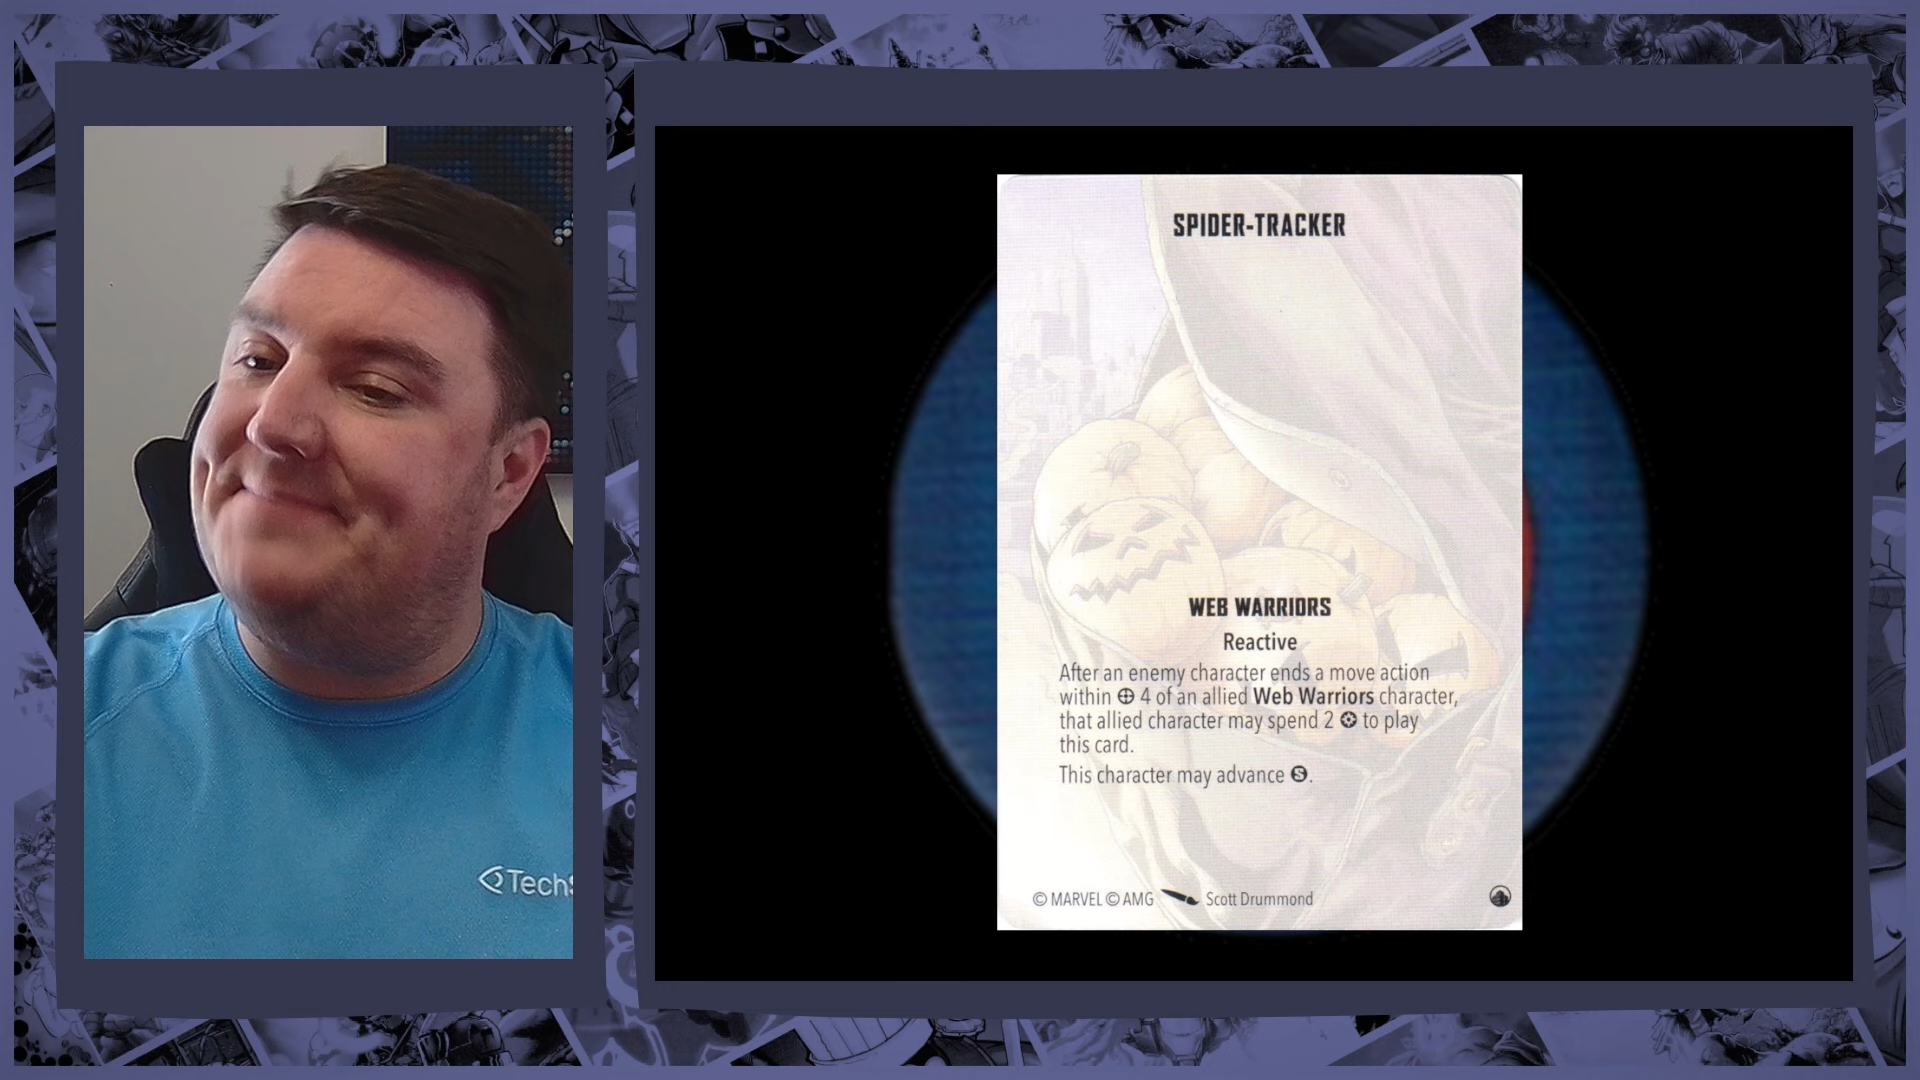 SPIDER-TRACKER
WEB WARRIORS
Reactive
After an enemy character ends a move action
within 4 of an allied Web Warriors character,
that allied character may spend 2 to play
this card.
This character may advance S.
© MARVEL © AMG Scott Drummond
Tech